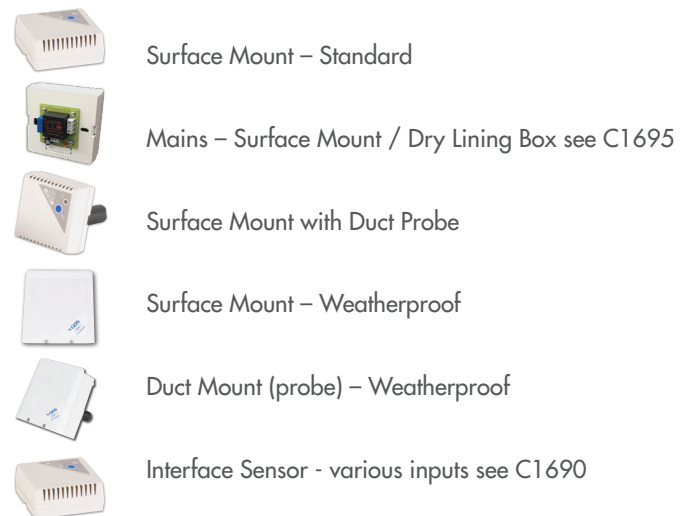 Surface Mount – Standard
Mains – Surface Mount / Dry Lining Box see C1695
Surface Mount with Duct Probe
Surface Mount – Weatherproof
Duct Mount (probe) – Weatherproof
Interface Sensor - various inputs see C1690